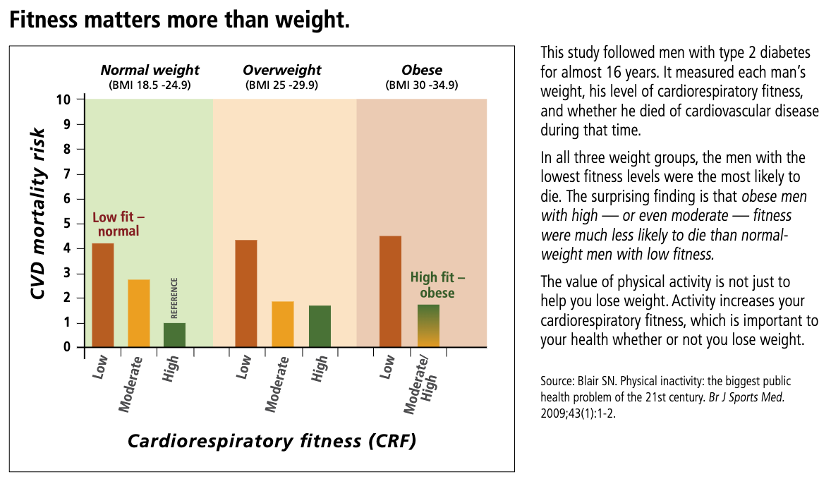 Fitness matters more than weight.
Normal weight
(BMI 18.5 -24.9)
Overweight
(BMI 25 -29.9)
Obese
(BMI 30 -34.9)
CVD mortality risk
10
9
8
7
6
5
4
3
2
1
0
Low fit –
normal
REFERENCE
High fit –
obese
Low
Moderate
High
Low
Moderate
High
Low
Moderate/
High
Cardiorespiratory fitness (CRF)
This study followed men with type 2 diabetes
for almost 16 years. It measured each man's
weight, his level of cardiorespiratory fitness,
and whether he died of cardiovascular disease
during that time.
In all three weight groups, the men with the
lowest fitness levels were the most likely to
die. The surprising finding is that obese men
with high — or even moderate — fitness
were much less likely to die than normal-
weight men with low fitness.
The value of physical activity is not just to
help you lose weight. Activity increases your
cardiorespiratory fitness, which is important to
your health whether or not you lose weight.
Source: Blair SN. Physical inactivity: the biggest public
health problem of the 21st century. Br J Sports Med.
2009;43(1):1-2.